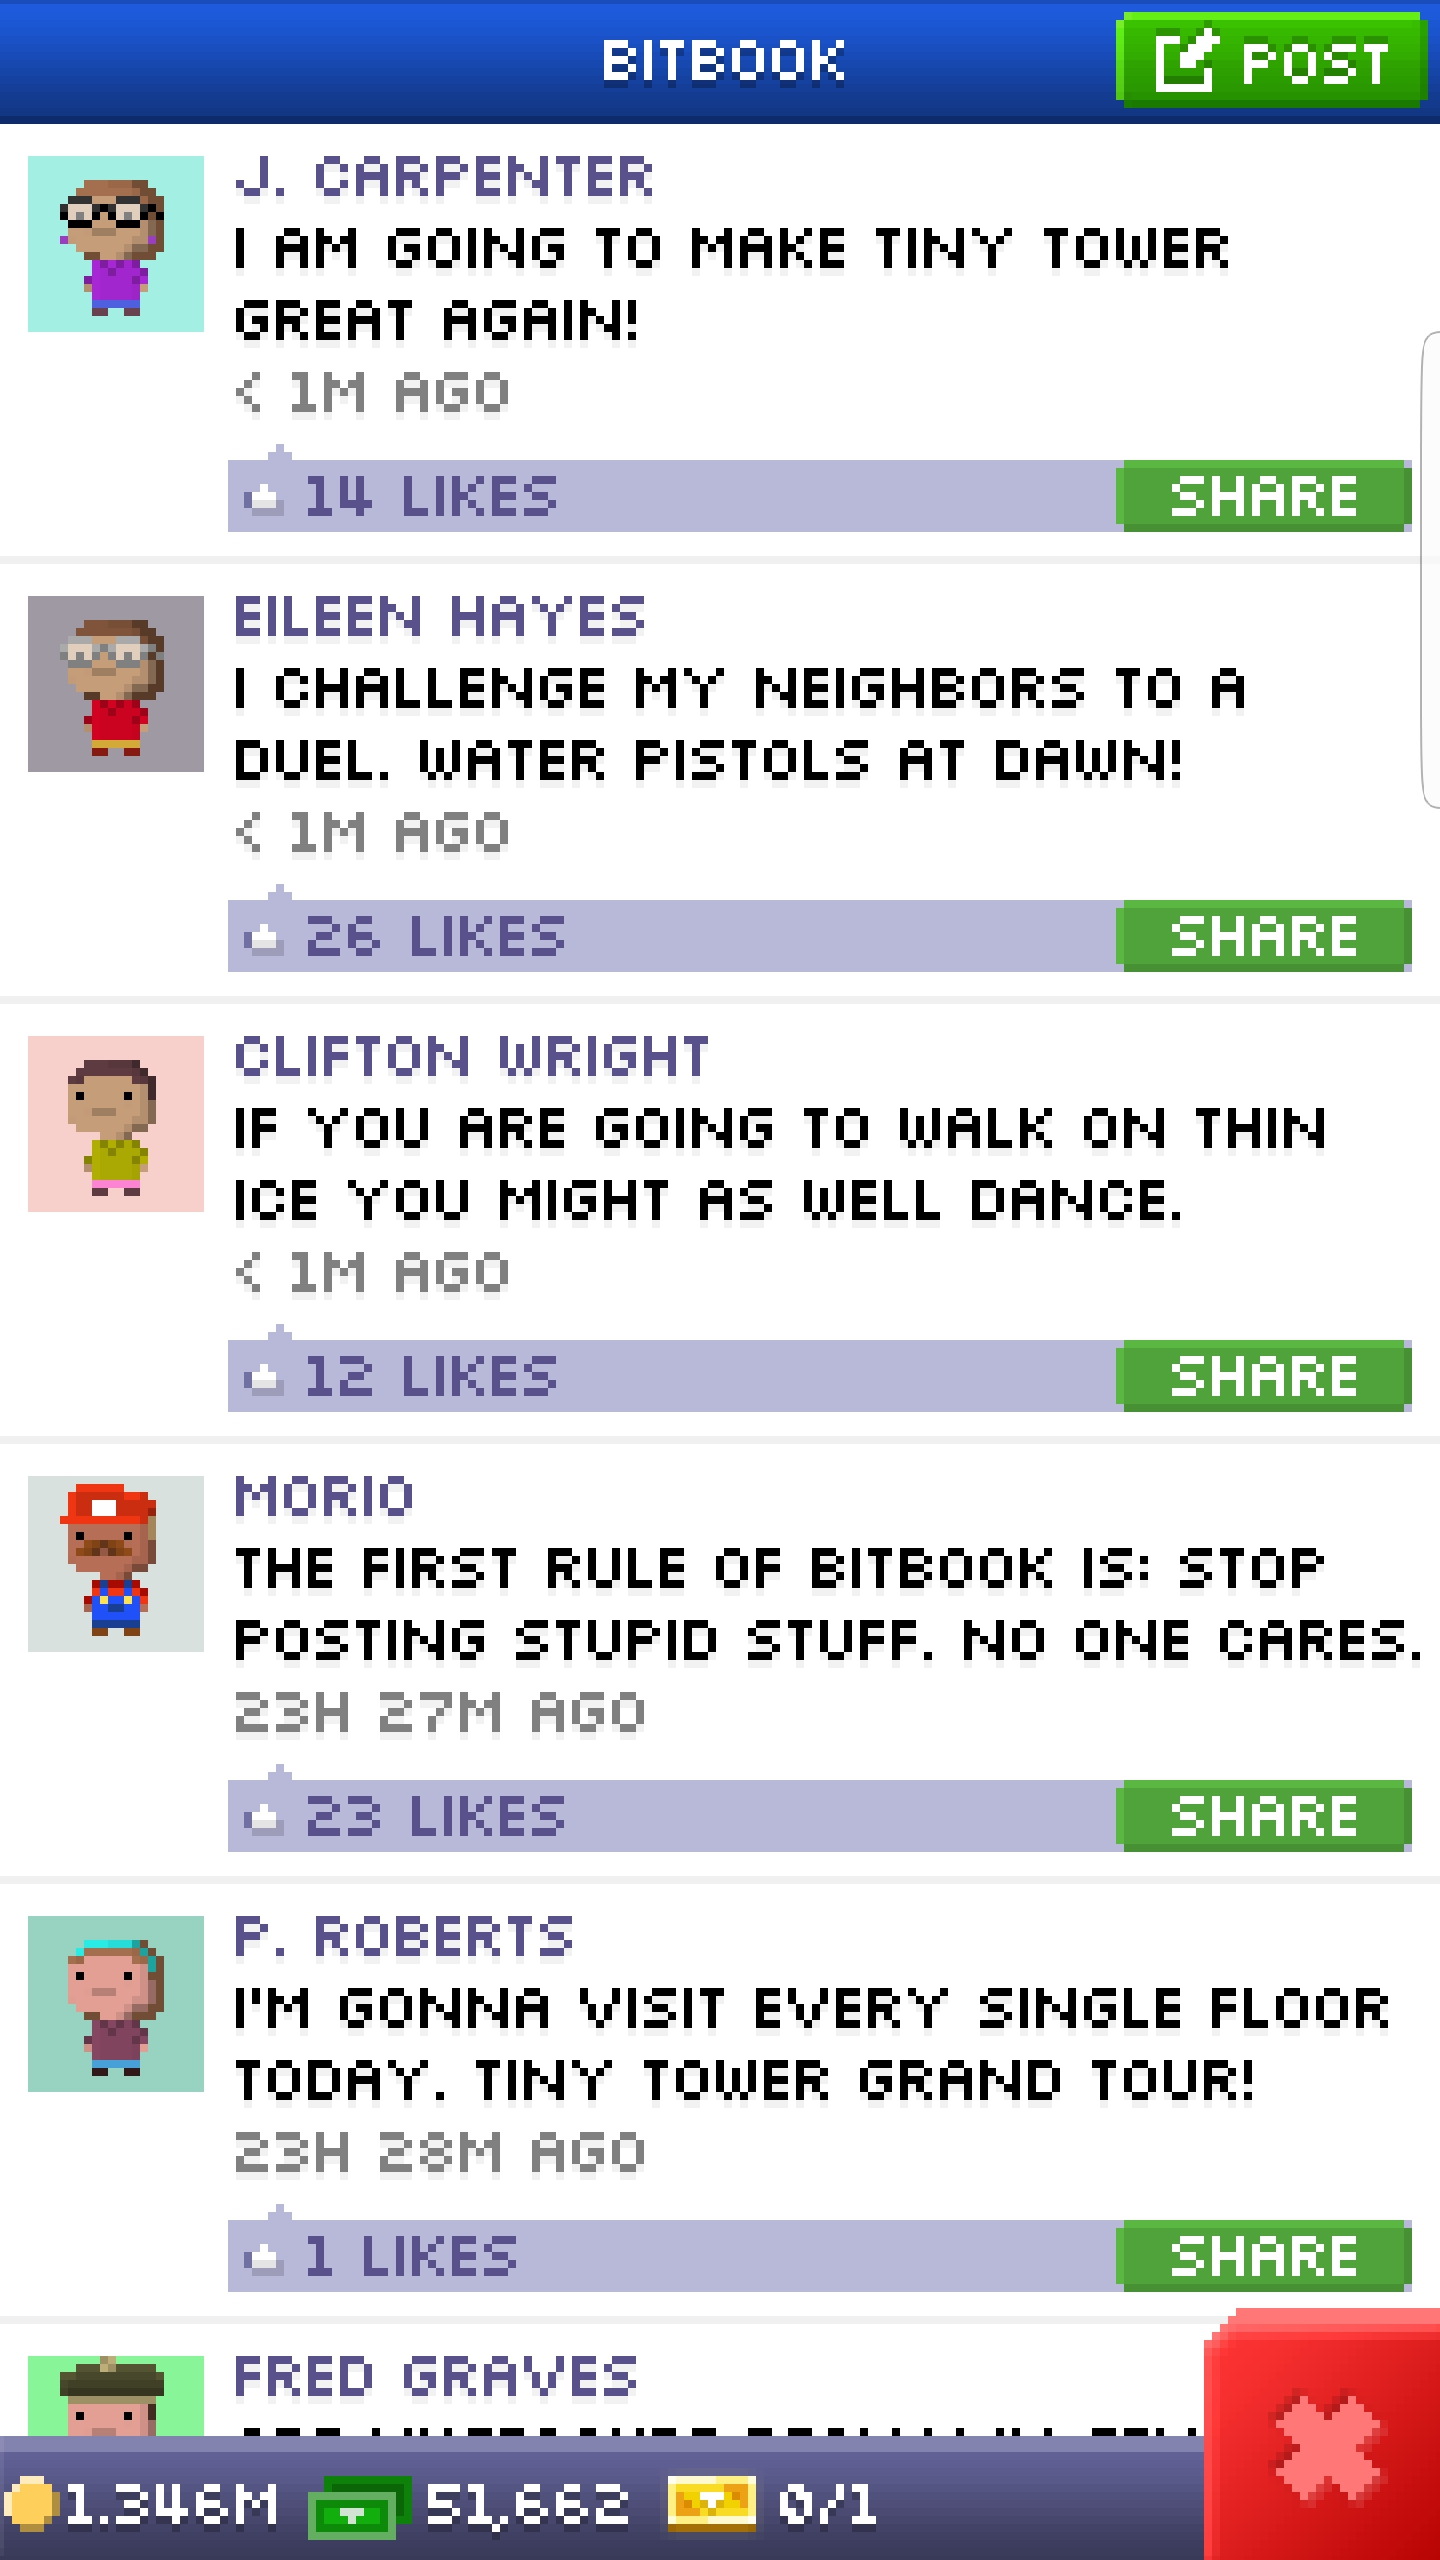 BITBOOK
POST
J. CARPENTER
I AM GOING TO MAKE TINY TOWER
GREAT AGAIN!
< 1M AGO
14 LIKES
SHARE
EILEEN HAYES
I CHALLENGE MY NEIGHBORS TO A
DUEL. WATER PISTOLS AT DAWN!
< 1M AGO
26 LIKES
SHARE
CLIFTON WRIGHT
IF YOU ARE GOING TO WALK ON THIN
ICE YOU MIGHT AS WELL DANCE.
< 1M AGO
12 LIKES
SHARE
MORIO
THE FIRST RULE OF BITBOOK IS: STOP
POSTING STUPID STUFF. NO ONE CARES.
23H 27M AGO
23 LIKES
SHARE
P. ROBERTS
I'M GONNA VISIT EVERY SINGLE FLOOR
TODAY. TINY TOWER GRAND TOUR!
23H 28M AGO
1 LIKES
SHARE
FRED GRAVES
1.346M
51,662
0/1